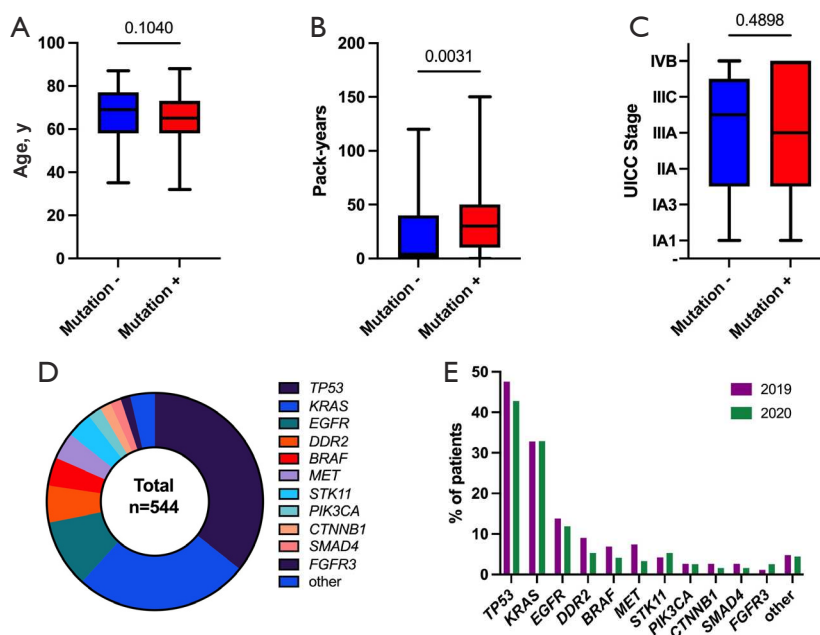 A
0.1040
Age, y
100
80
60
40
20
0
Mutation -
Mutation +
B
0.0031
Pack-years
200
150
100
50
0
Mutation -
Mutation +
C
0.4898
UICC Stage
IVB
IIIC
IIIA
IIA
IA3
IA1
-
Mutation -
Mutation +
D
Total
n=544
TP53
KRAS
EGFR
DDR2
BRAF
MET
STK11
PIK3CA
CTNNB1
SMAD4
FGFR3
other
E
% of patients
50
40
30
20
10
0
2019
2020
TP53
KRAS
EGFR
DDR2
BRAF
MET
STK11
PIK3CA
CTNNB1
SMAD4
FGFR3
other